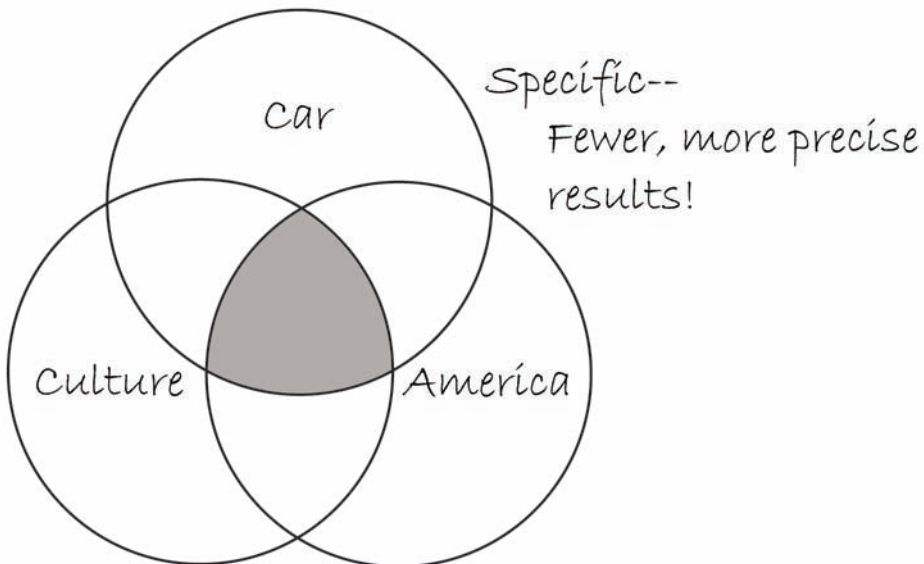 Car
Specific--
Fewer, more precise
results!
Culture
America